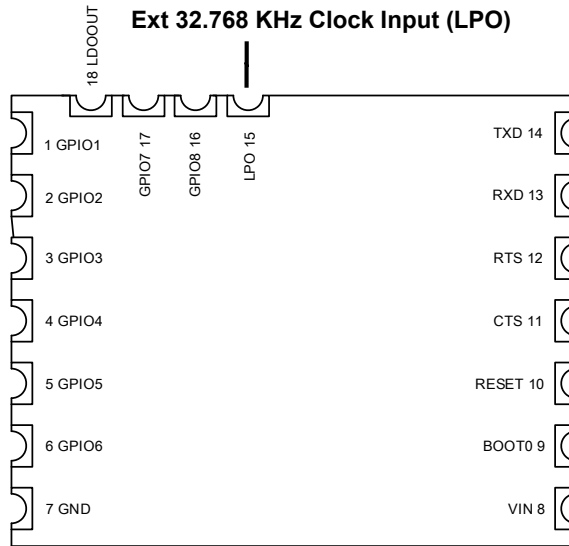 Ext 32.768 KHz Clock Input (LPO)
18 LDOOUT
GPIO7 17
GPIO8 16
LPO 15
1 GPIO1
2 GPIO2
3 GPIO3
4 GPIO4
5 GPIO5
6 GPIO6
7 GND
TXD 14
RXD 13
RTS 12
CTS 11
RESET 10
BOOT0 9
VIN 8